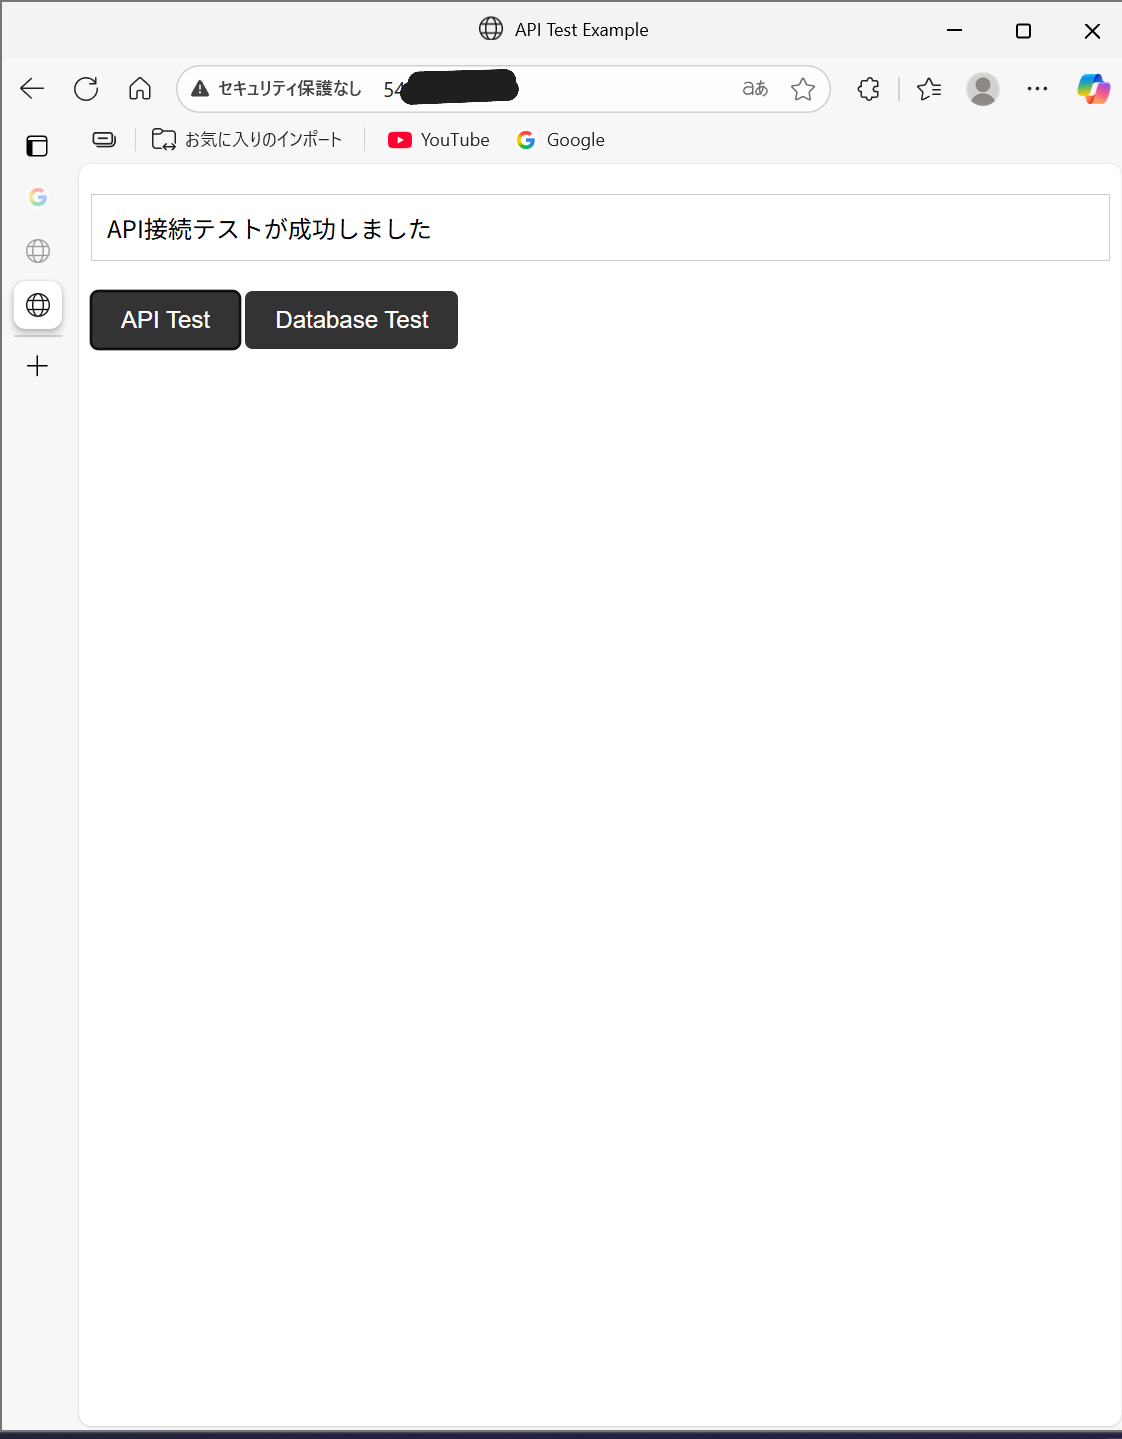 API Test Example
セキュリティ保護なし 54
aあ
お気に入りのインポート YouTube Google
API接続テストが成功しました
API Test Database Test